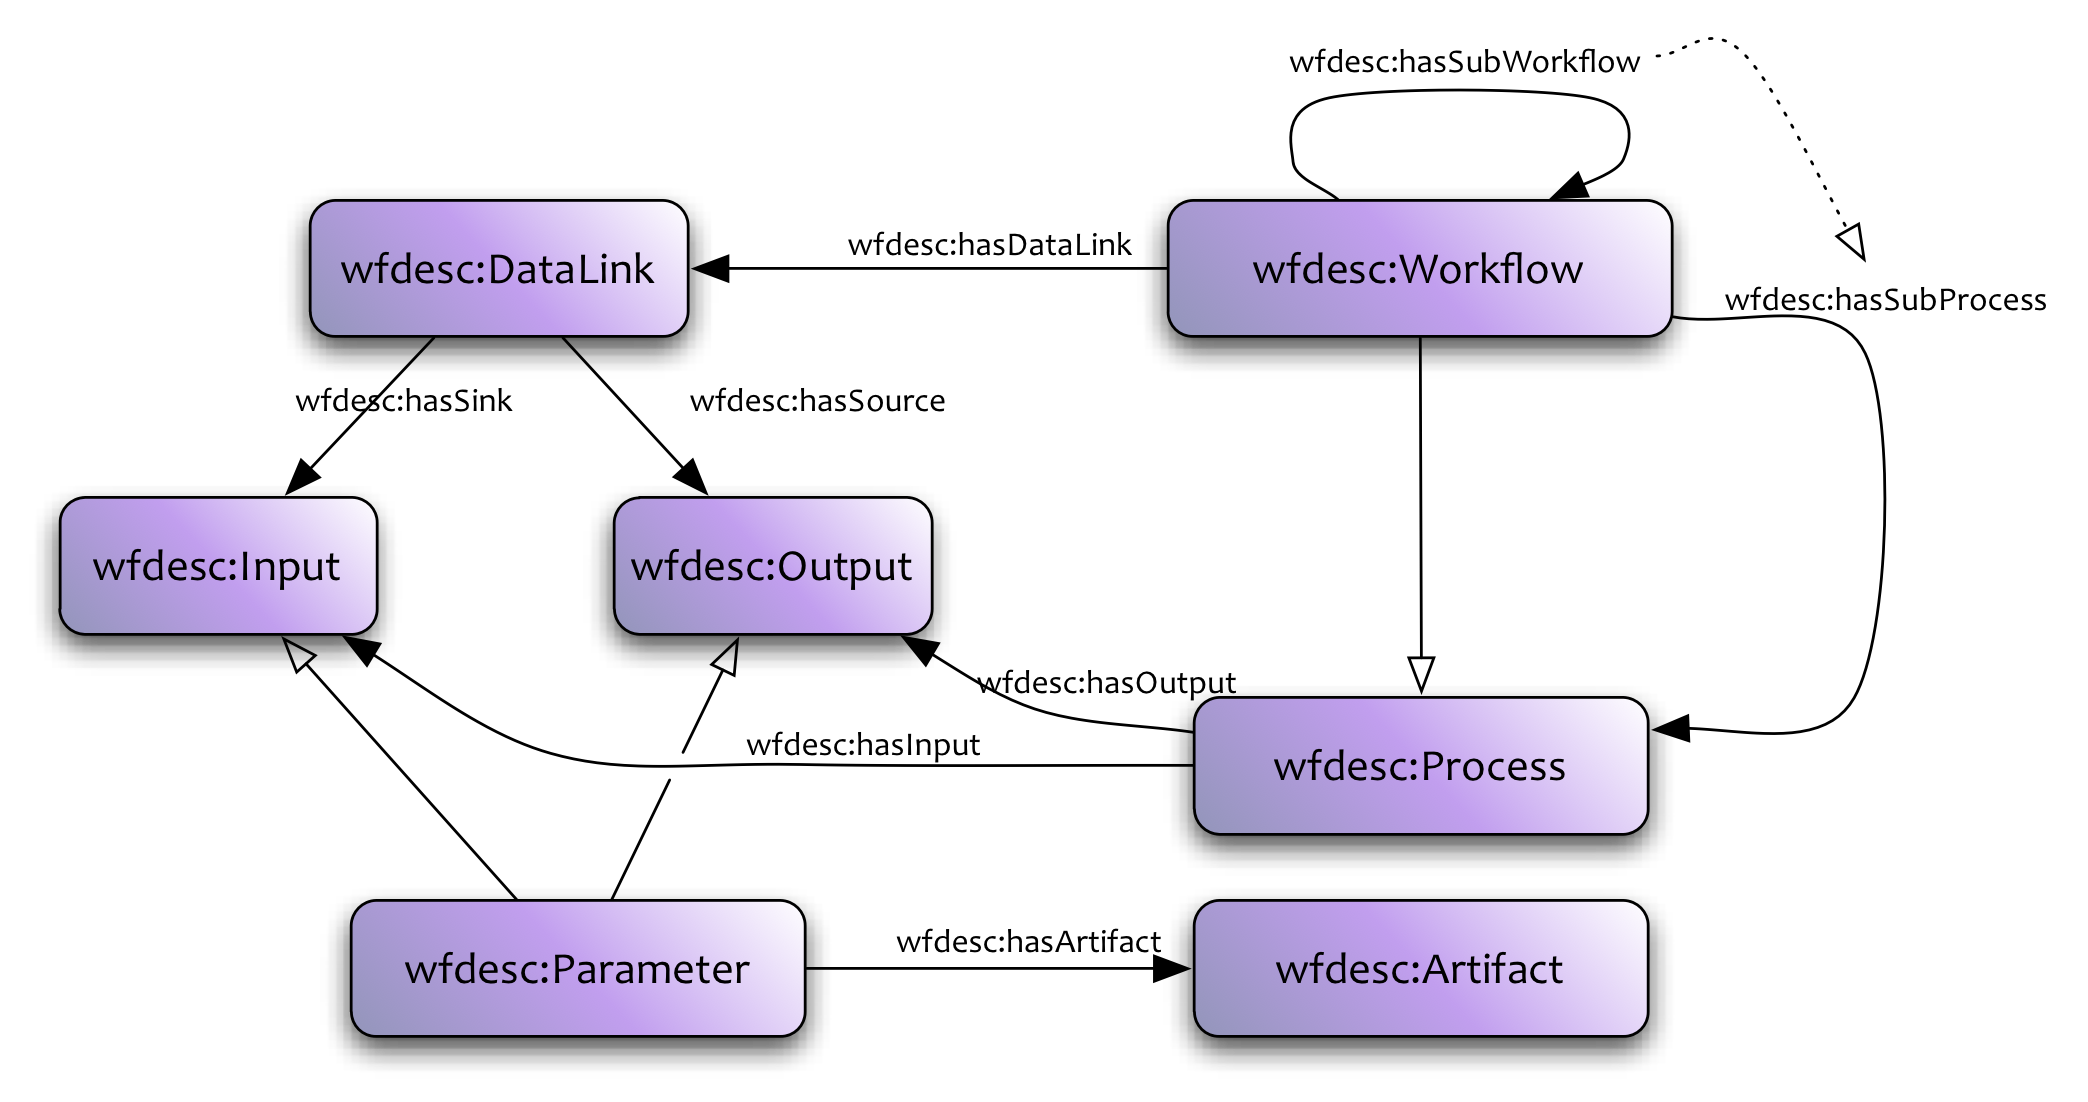 wfdesc:hasSubWorkflow
wfdesc:DataLink
wfdesc:hasDataLink
wfdesc:Workflow
wfdesc:hasSubProcess
wfdesc:hasSink
wfdesc:hasSource
wfdesc:Input
wfdesc:Output
wfdesc:hasOutput
wfdesc:hasInput
wfdesc:Process
wfdesc:Parameter
wfdesc:hasArtifact
wfdesc:Artifact